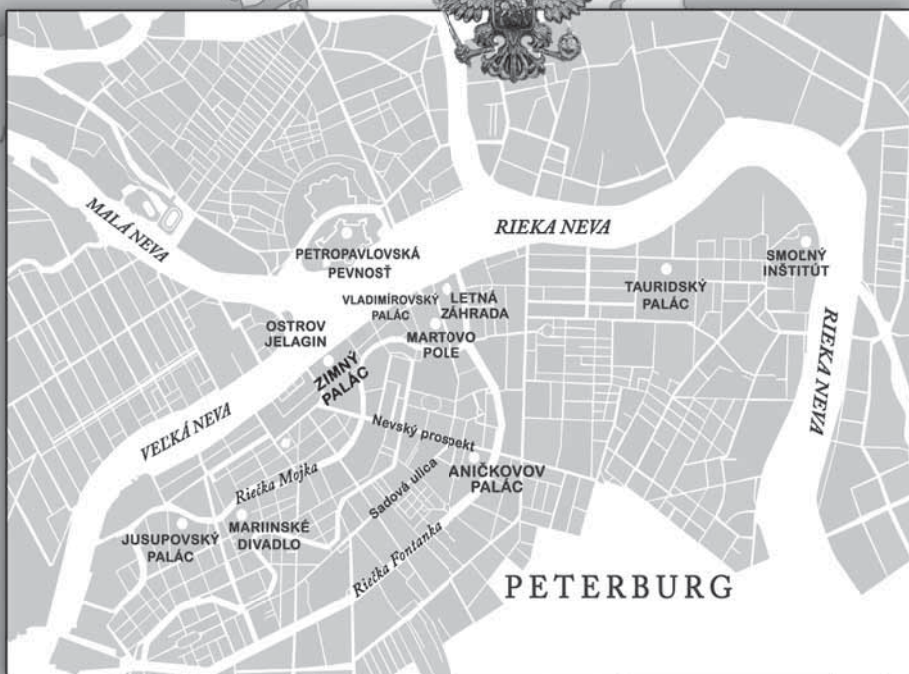 MALÁ NEVA
PETROPAVLOVSKÁ
PEVNOSŤ
RIEKA NEVA
SMOĽNÝ
INŠTITÚT
TAURIDSKÝ
PALÁC
VLADIMÍROVSKÝ
PALÁC
LETNÁ
ZÁHRADA
OSTROV
JELAGIN
MARTOVO
POLE
ZIMNÝ
PALÁC
RIEKA NEVA
VEĽKÁ NEVA
Nevský prospekt
ANIČKOVOV
PALÁC
Sadová ulica
Riečka Mojka
JUSUPOVSKÝ
PALÁC
MARIINSKÉ
DIVADLO
Riečka Fontanka
PETERBURG